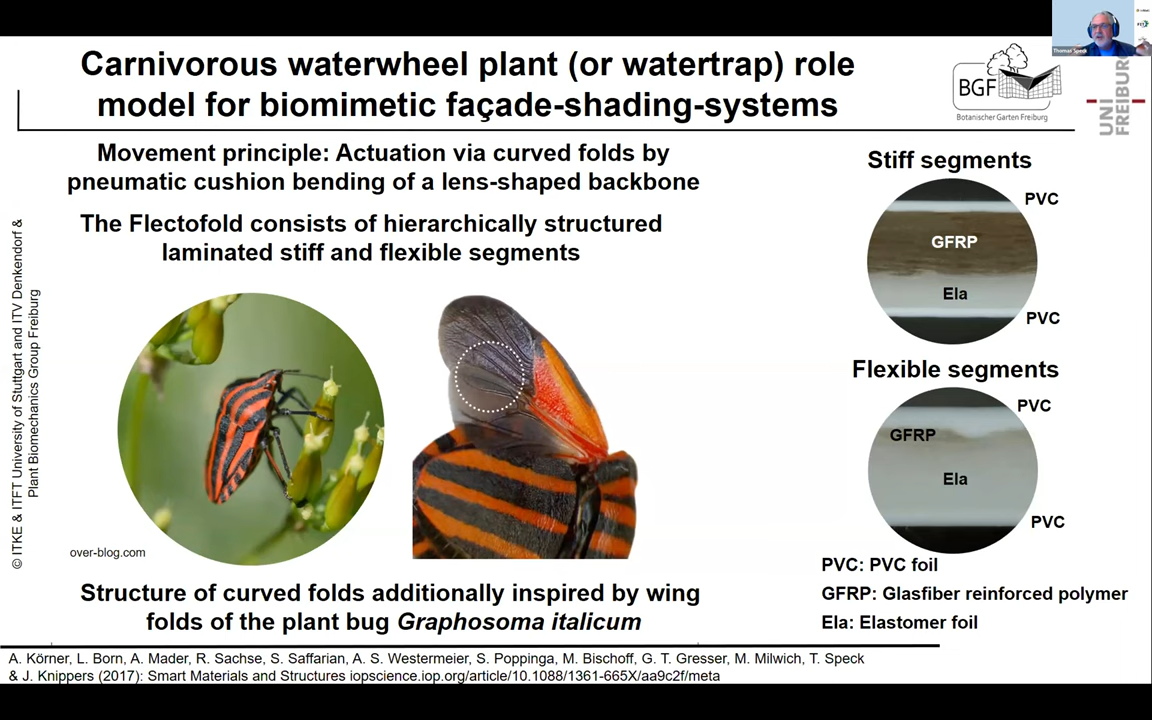 Carnivorous waterwheel plant (or watertrap) role
model for biomimetic façade-shading-systems
Thomas Speck
BGF
Botanischer Garten Freiburg
UNI
FREIBURG
Movement principle: Actuation via curved folds by
pneumatic cushion bending of a lens-shaped backbone
The Flectofold consists of hierarchically structured
laminated stiff and flexible segments
© ITKE & ITFT University of Stuttgart and ITV Denkendorf &
Plant Biomechanics Group Freiburg
over-blog.com
Structure of curved folds additionally inspired by wing
folds of the plant bug Graphosoma italicum
Stiff segments
PVC
GFRP
Ela
PVC
Flexible segments
PVC
GFRP
Ela
PVC
PVC: PVC foil
GFRP: Glasfiber reinforced polymer
Ela: Elastomer foil
A. Körner, L. Born, A. Mader, R. Sachse, S. Saffarian, A. S. Westermeier, S. Poppinga, M. Bischoff, G. T. Gresser, M. Milwich, T. Speck
& J. Knippers (2017): Smart Materials and Structures iopscience.iop.org/article/10.1088/1361-665X/aa9c2f/meta